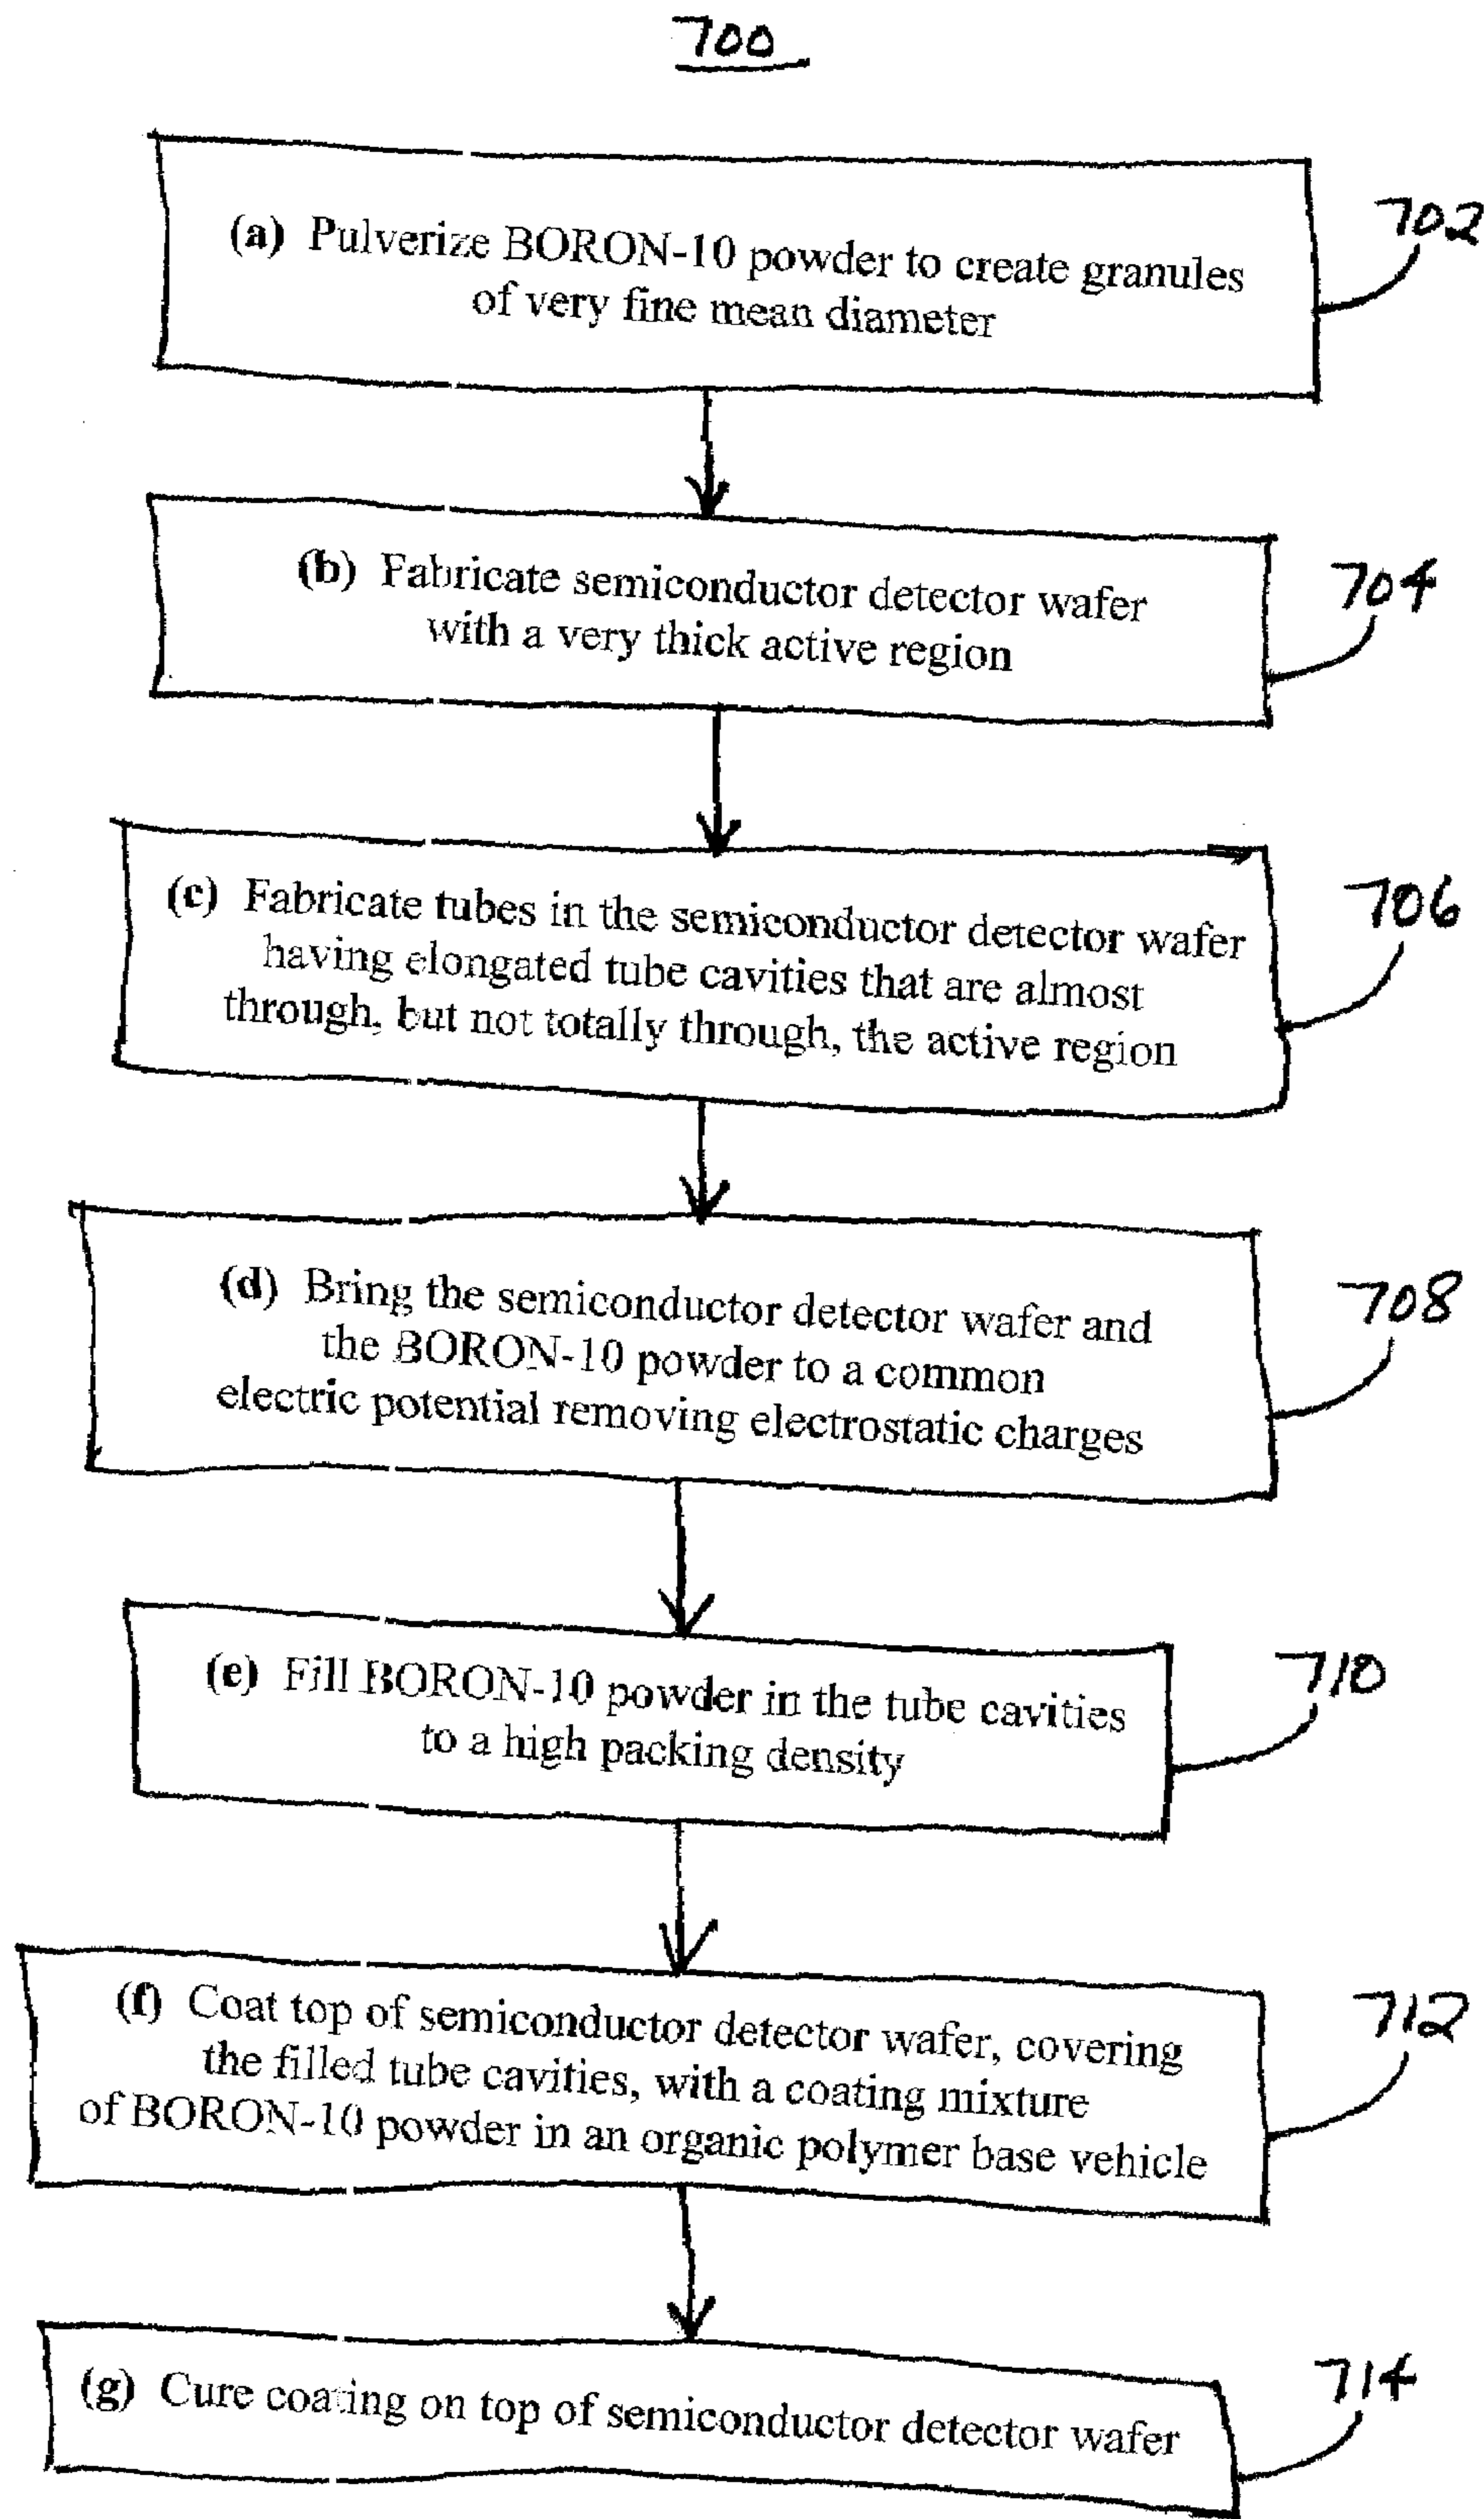 700
(a) Pulverize BORON-10 powder to create granules
of very fine mean diameter
702
(b) Fabricate semiconductor detector wafer
with a very thick active region
704
(c) Fabricate tubes in the semiconductor detector wafer
having elongated tube cavities that are almost
through, but not totally through, the active region
706
(d) Bring the semiconductor detector wafer and
the BORON-10 powder to a common
electric potential removing electrostatic charges
708
(e) Fill BORON-10 powder in the tube cavities
to a high packing density
710
(f) Coat top of semiconductor detector wafer, covering
the filled tube cavities, with a coating mixture
of BORON-10 powder in an organic polymer base vehicle
712
(g) Cure coating on top of semiconductor detector wafer
714